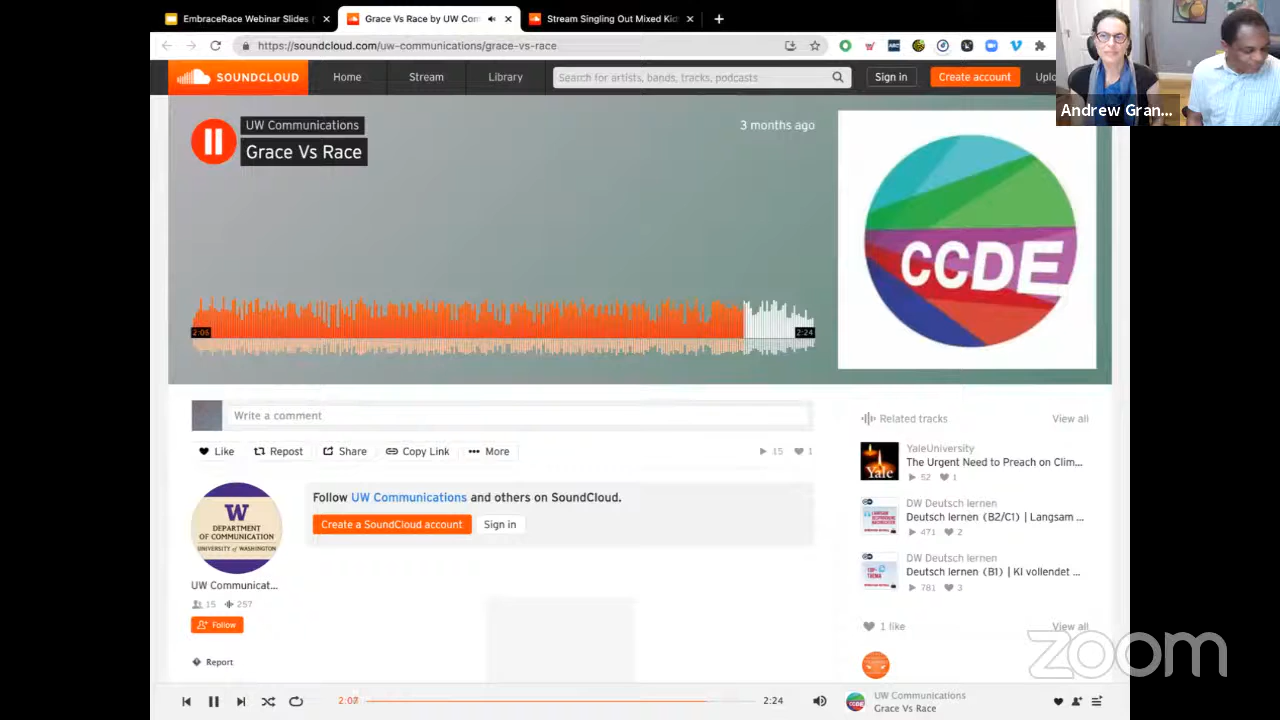 EmbraceRace Webinar Slides
Grace Vs Race by UW Com
Stream Singling Out Mixed Kid
https://soundcloud.com/uw-communications/grace-vs-race
SOUNDCLOUD
Home
Stream
Library
Search for artists, bands, tracks, podcasts
Sign in
Create account
Uplo
Andrew Gran...
UW Communications
Grace Vs Race
3 months ago
CCDE
2:06
2:24
Write a comment
Like
Repost
Share
Copy Link
More
15
1
W
DEPARTMENT
OF COMMUNICATION
UNIVERSITY of WASHINGTON
UW Communicat...
15
257
Follow
Report
Follow UW Communications and others on SoundCloud.
Create a SoundCloud account
Sign in
Related tracks
View all
YaleUniversity
The Urgent Need to Preach on Clim...
52
1
Yale
DW Deutsch lernen
Deutsch lernen (B2/C1) | Langsam ...
471
2
DW Deutsch lernen
Deutsch lernen (B1) | KI vollendet ...
781
3
1 like
View all
zoom
2:07
2:24
CCDE
UW Communications
Grace Vs Race